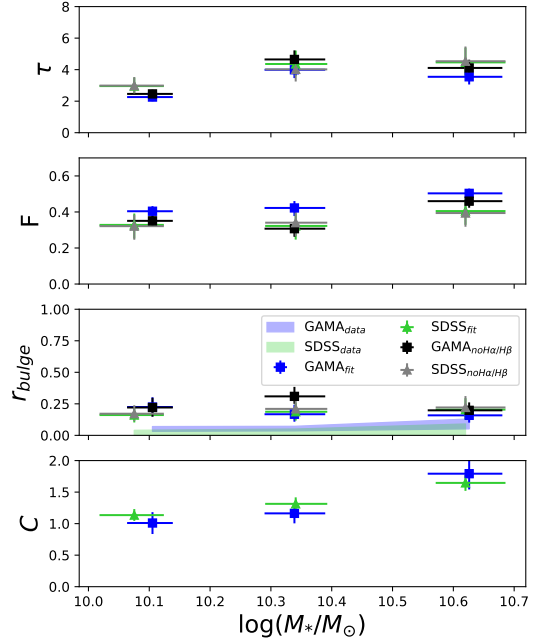 8
6
4
2
0
τ
0.6
0.4
0.2
0.0
F
1.00
0.75
0.50
0.25
0.00
r_bulge
GAMA_data
SDSS_data
GAMA_fit
SDSS_fit
GAMA_noHα/Hβ
SDSS_noHα/Hβ
2.0
1.5
1.0
0.5
0.0
C
10.0 10.1 10.2 10.3 10.4 10.5 10.6 10.7
log(M_*/M_⊙)